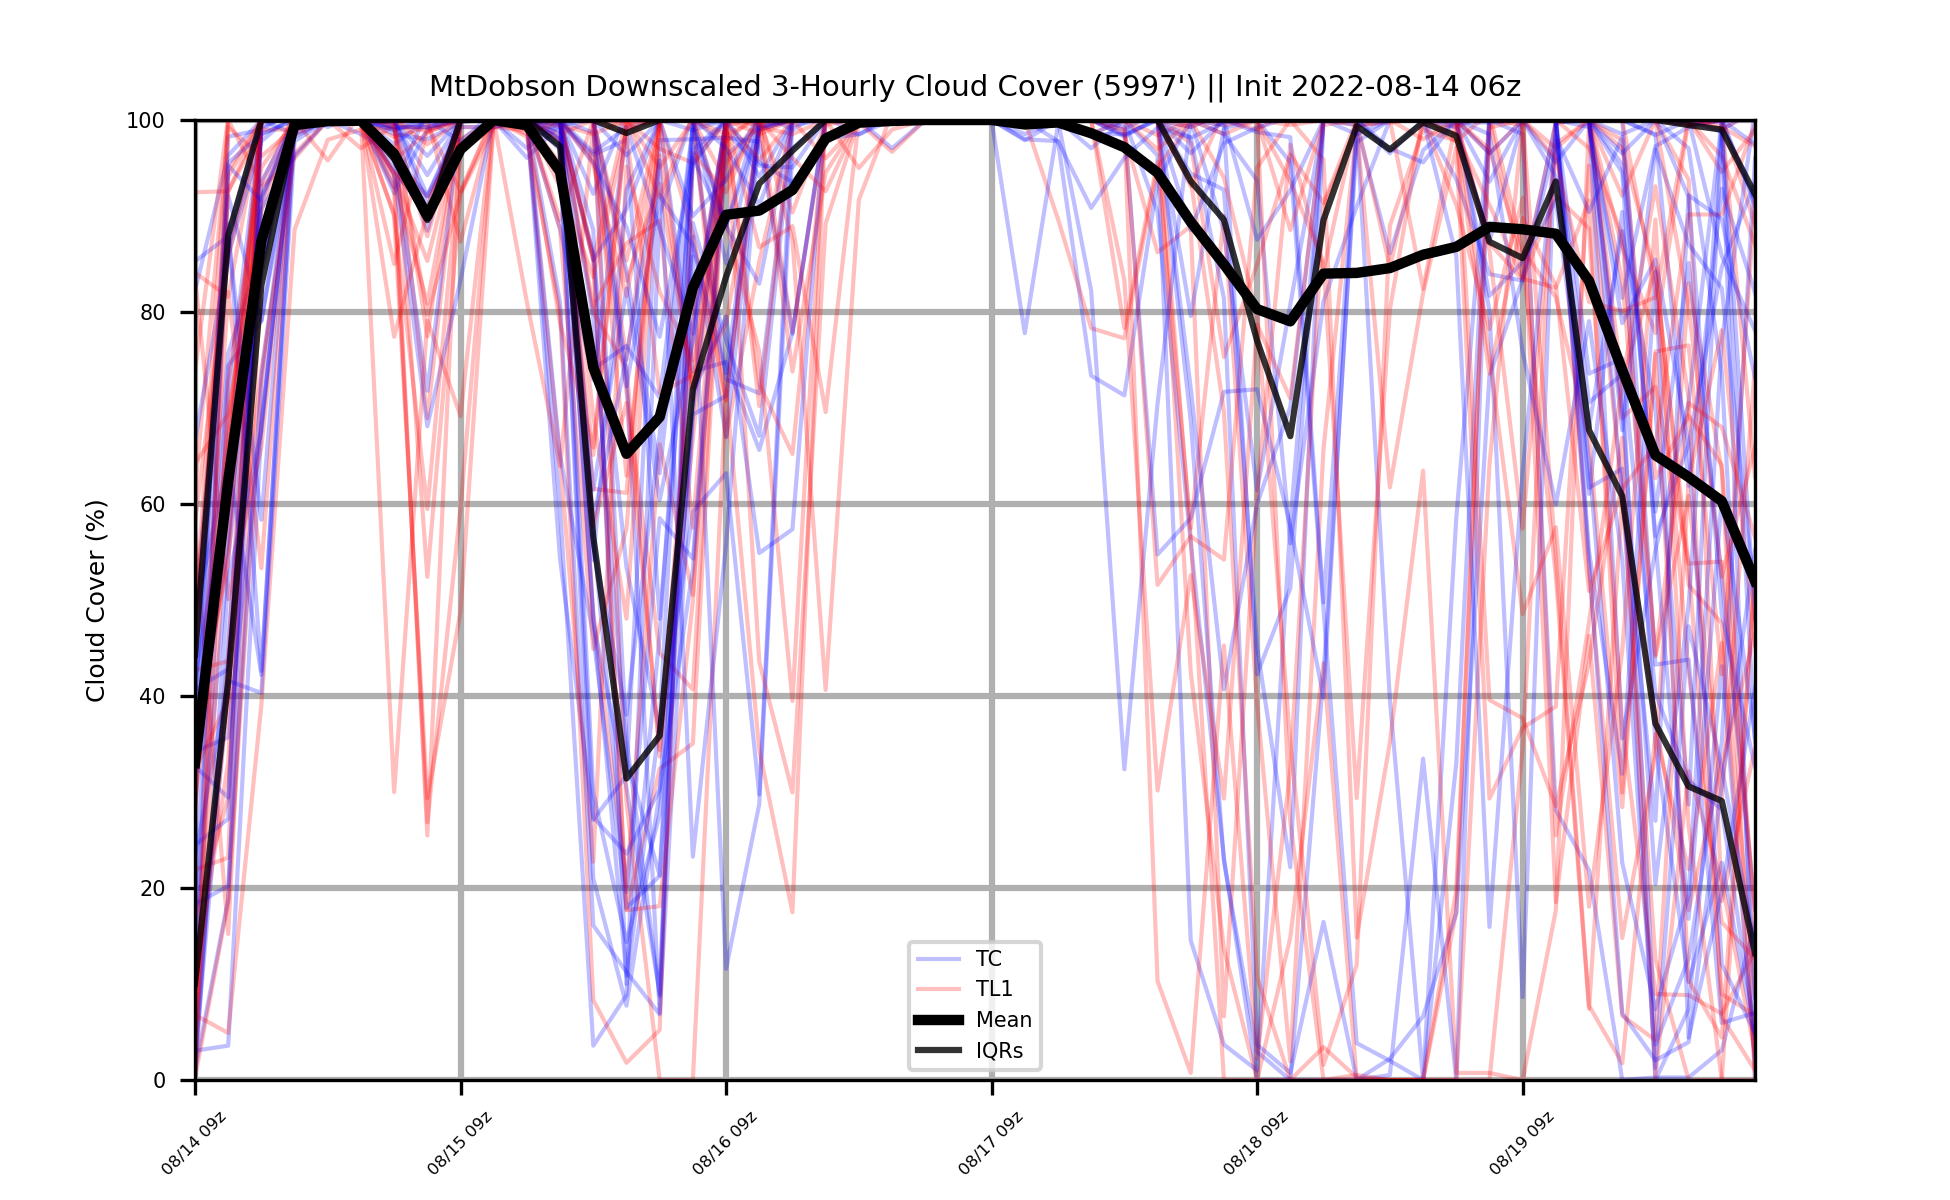 MtDobson Downscaled 3-Hourly Cloud Cover (5997') || Init 2022-08-14 06z
Cloud Cover (%)
100
80
60
40
20
0
TC
TL1
Mean
IQRs
08/14 09z
08/15 09z
08/16 09z
08/17 09z
08/18 09z
08/19 09z